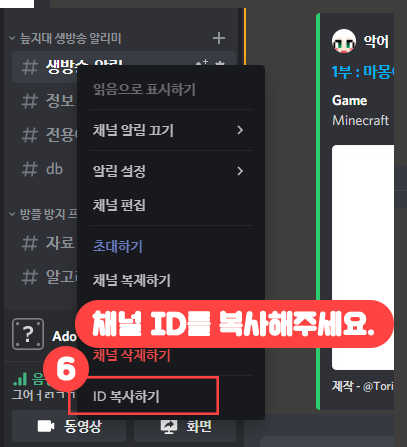 늪지대 생방송 알리미
생방송 알림
정보
전용
db
방플 방지 프
자료
알고
읽음으로 표시하기
채널 알림 끄기
알림 설정
채널 편집
초대하기
채널 복제하기
채널 ID를 복사해주세요.
채널 삭제하기
6
ID 복사하기
Ado
음
동영상
화면
악어
1부 : 마몽
Game
Minecraft
제작 - @Tori